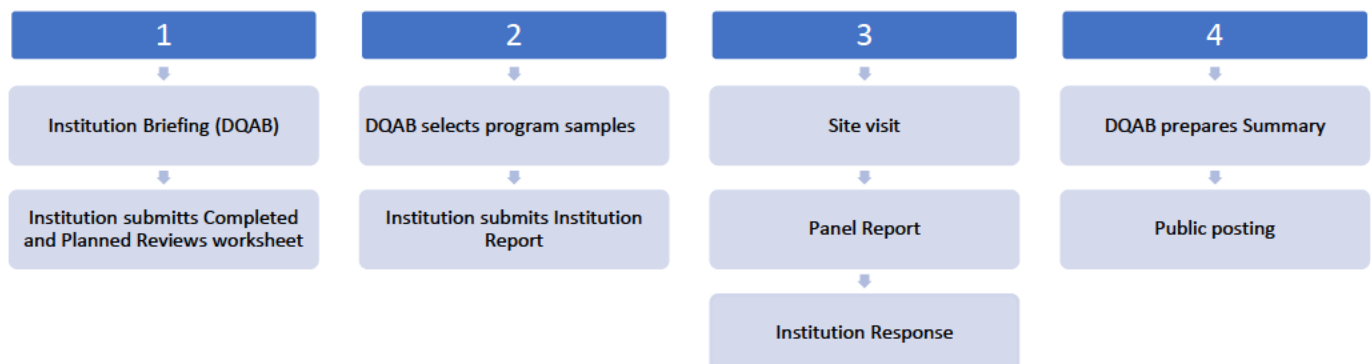 1
Institution Briefing (DQAB)
Institution submitts Completed
and Planned Reviews worksheet
2
DQAB selects program samples
Institution submits Institution
Report
3
Site visit
Panel Report
Institution Response
4
DQAB prepares Summary
Public posting